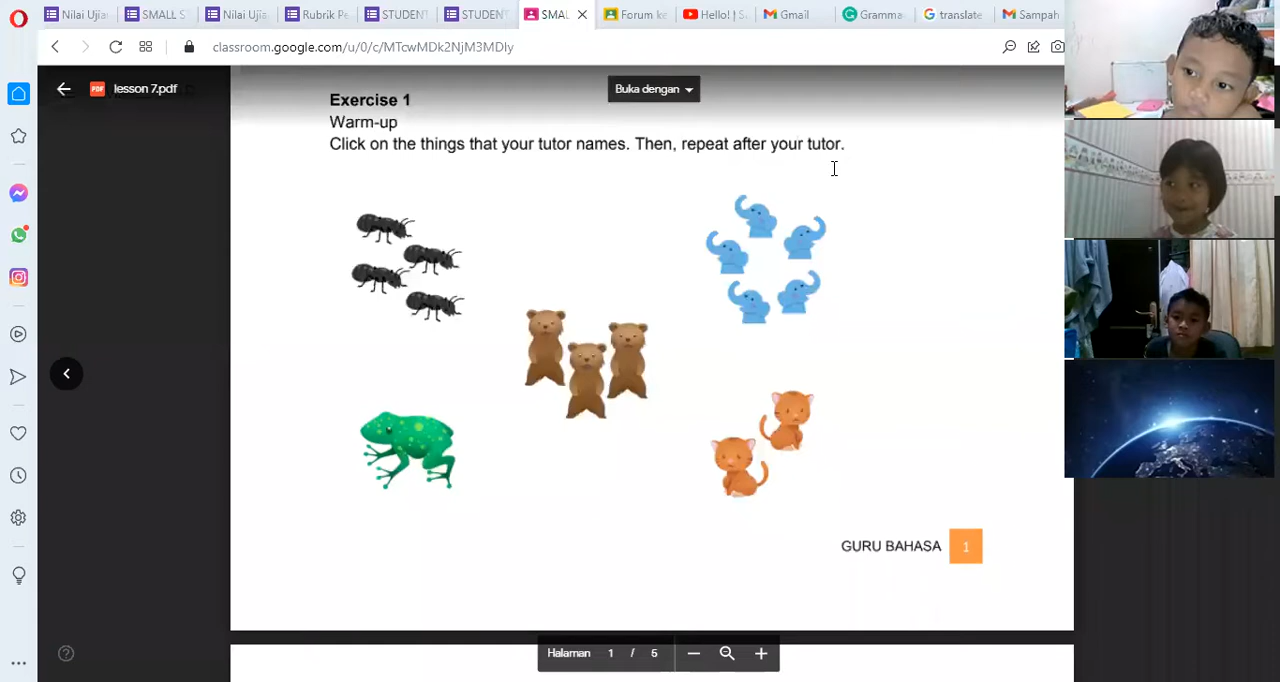 Nilai Ujia
SMALL S
Nilai Ujia
Rubrik Pe
STUDENT
STUDENT
SMAL
Forum ke
Hello! | S
Gmail
Gramma
translate
Sampah
classroom.google.com/u/0/c/MTcwMDk2NjM3MDIy
PDF lesson 7.pdf
Buka dengan
Exercise 1
Warm-up
Click on the things that your tutor names. Then, repeat after your tutor.
GURU BAHASA 1
Halaman 1 / 5